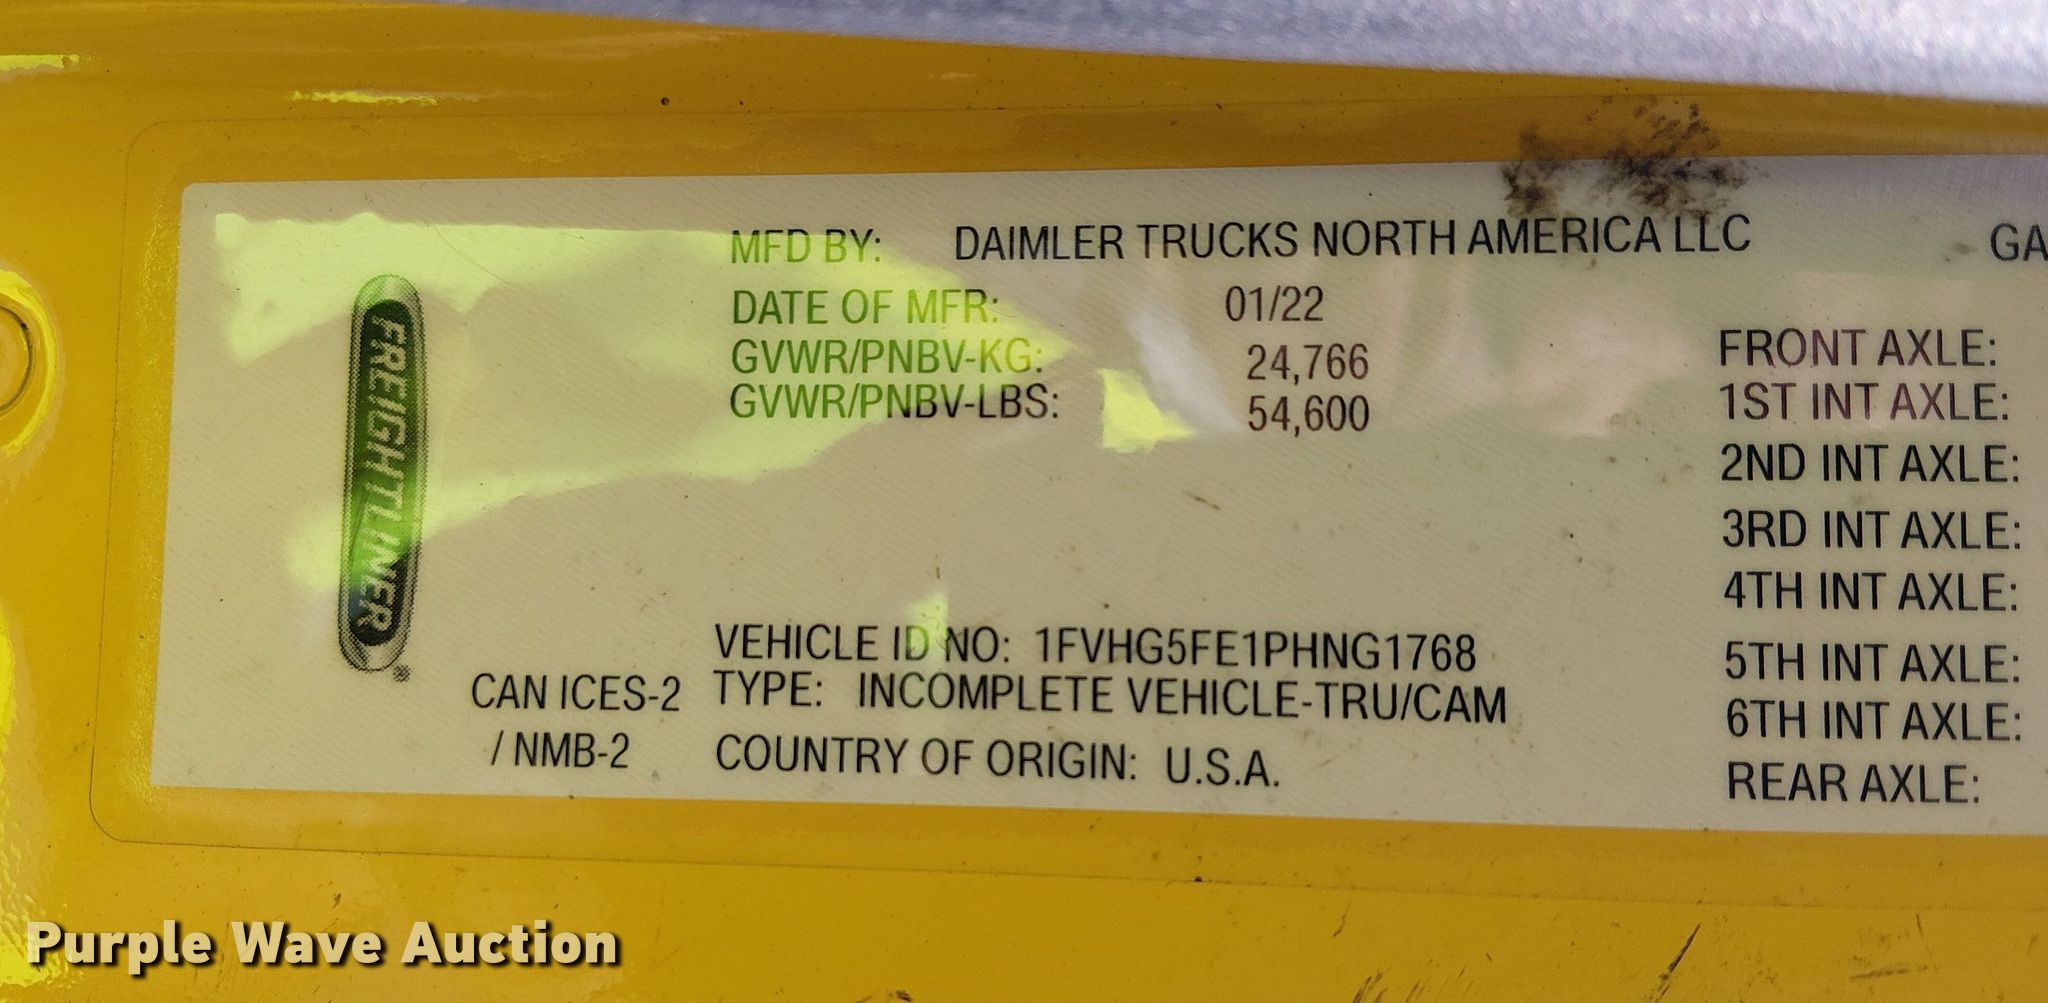 MFD BY: DAIMLER TRUCKS NORTH AMERICA LLC
DATE OF MFR: 01/22
GVWR/PNBV-KG: 24,766
GVWR/PNBV-LBS: 54,600
FREIGHTLINER
®
VEHICLE ID NO: 1FVHG5FE1PHNG1768
CAN ICES-2
/ NMB-2
TYPE: INCOMPLETE VEHICLE-TRU/CAM
COUNTRY OF ORIGIN: U.S.A.
GA
FRONT AXLE:
1ST INT AXLE:
2ND INT AXLE:
3RD INT AXLE:
4TH INT AXLE:
5TH INT AXLE:
6TH INT AXLE:
REAR AXLE:
Purple Wave Auction